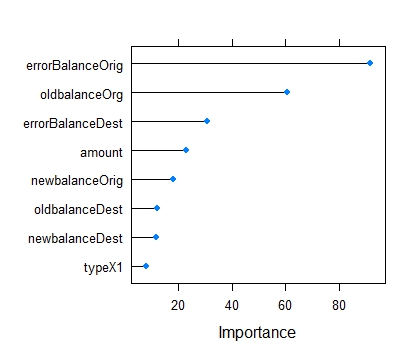 errorBalanceOrig
oldbalanceOrg
errorBalanceDest
amount
newbalanceOrig
oldbalanceDest
newbalanceDest
typeX1
20 40 60 80
Importance